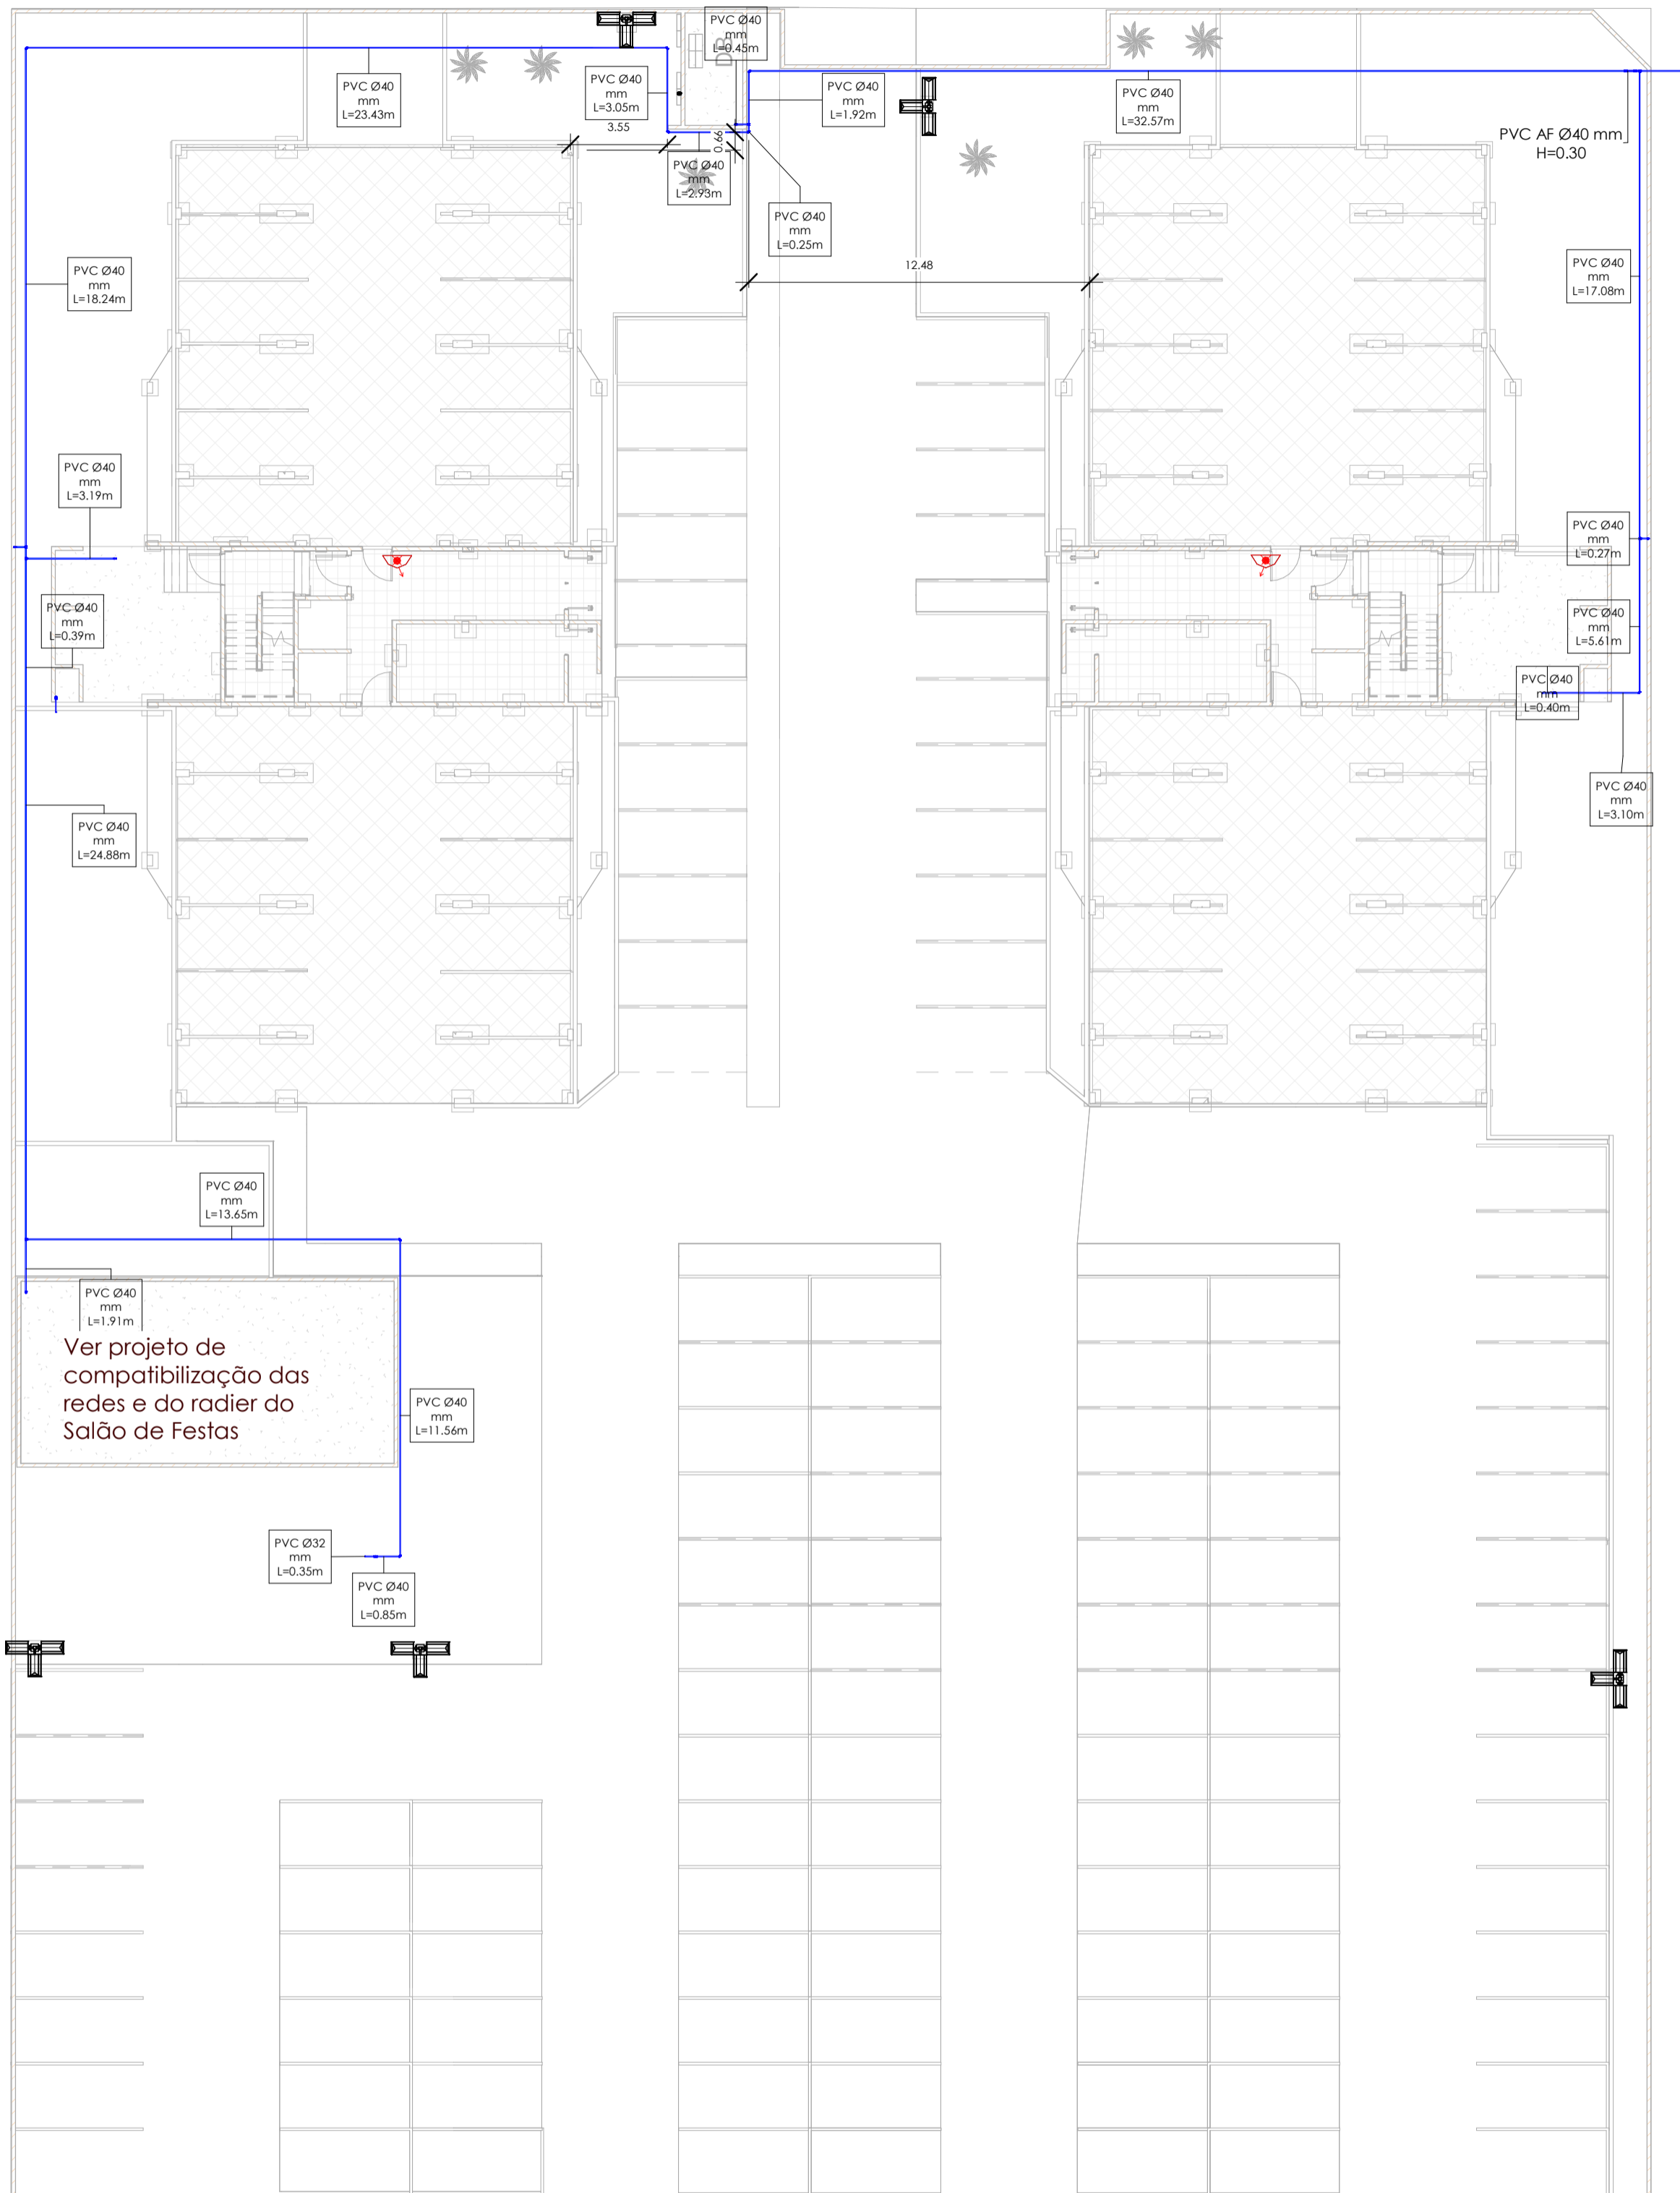 PVC Ø40
mm
L=0.45m
DB
PVC Ø40
mm
L=23.43m
PVC Ø40
mm
L=3.05m
3.55
PVC Ø40
mm
L=1.92m
PVC Ø40
mm
L=32.57m
PVC AF Ø40 mm
H=0.30
0.66
PVC Ø40
mm
L=2.93m
PVC Ø40
mm
L=0.25m
12.48
PVC Ø40
mm
L=18.24m
PVC Ø40
mm
L=17.08m
PVC Ø40
mm
L=3.19m
PVC Ø40
mm
L=0.27m
PVC Ø40
mm
L=0.39m
PVC Ø40
mm
L=5.61m
PVC Ø40
mm
L=0.40m
PVC Ø40
mm
L=3.10m
PVC Ø40
mm
L=24.88m
PVC Ø40
mm
L=13.65m
PVC Ø40
mm
L=1.91m
Ver projeto de
compatibilização das
redes e do radier do
Salão de Festas
PVC Ø40
mm
L=11.56m
PVC Ø32
mm
L=0.35m
PVC Ø40
mm
L=0.85m